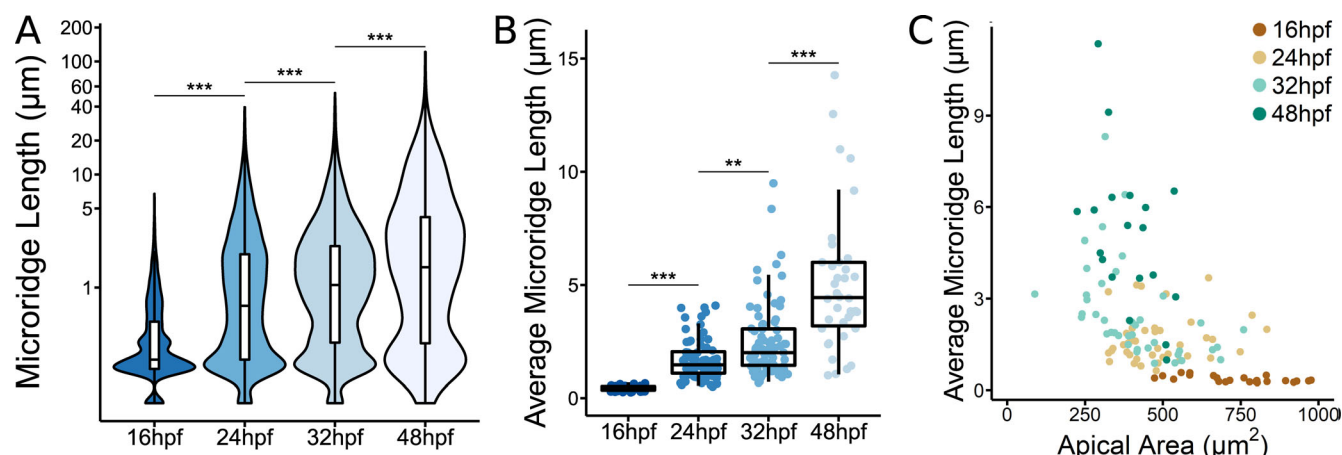 A
Microridge Length (μm)
200
100
60
40
20
10
5
1
***
***
***
16hpf
24hpf
32hpf
48hpf
B
Average Microridge Length (μm)
15
10
5
0
***
**
***
16hpf
24hpf
32hpf
48hpf
C
Average Microridge Length (μm)
9
6
3
0
0
250
500
750
1000
Apical Area (μm²)
16hpf
24hpf
32hpf
48hpf